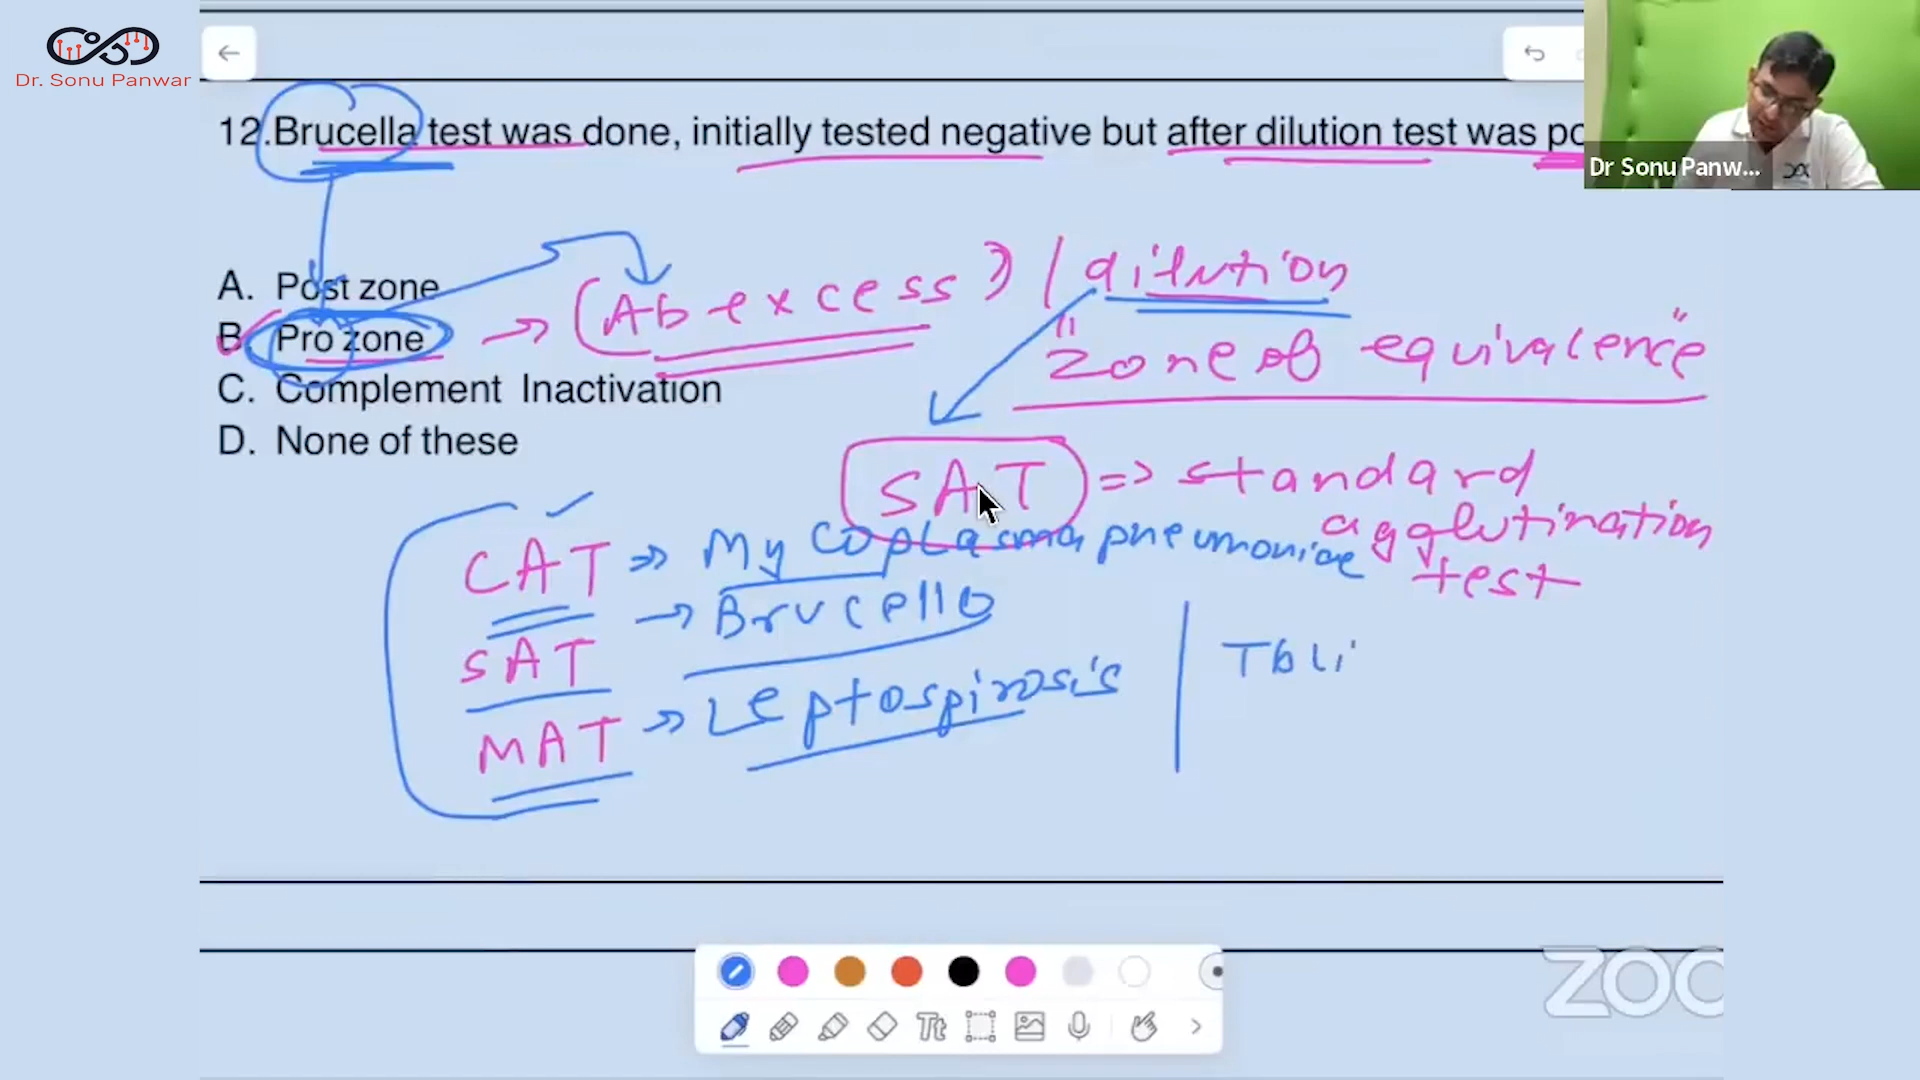 Dr. Sonu Panwar
12.Brucella test was done, initially tested negative but after dilution test was po
Dr Sonu Panw...
A. Post zone
B. Pro zone → (Ab excess) / dilution
"zone of equivalence"
C. Complement Inactivation
D. None of these
SAT => standard agglutination test
CAT => Mycoplasma pneumoniae
SAT → Brucella
MAT => Leptospirosis
Tt
ZOO